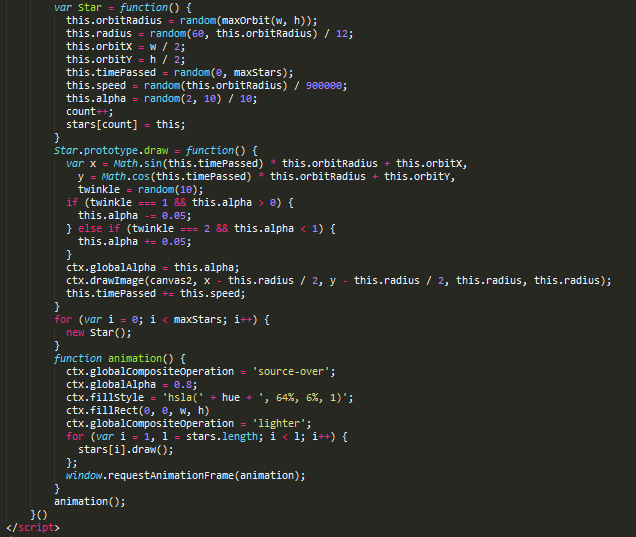 var Star = function() {
this.orbitRadius = random(maxOrbit(w, h));
this.radius = random(60, this.orbitRadius) / 12;
this.orbitX = w / 2;
this.orbitY = h / 2;
this.timePassed = random(0, maxStars);
this.speed = random(this.orbitRadius) / 900000;
this.alpha = random(2, 10) / 10;
count++;
stars[count] = this;
}
Star.prototype.draw = function() {
var x = Math.sin(this.timePassed) * this.orbitRadius + this.orbitX,
y = Math.cos(this.timePassed) * this.orbitRadius + this.orbitY,
twinkle = random(10);
if (twinkle === 1 && this.alpha > 0) {
this.alpha -= 0.05;
} else if (twinkle === 2 && this.alpha < 1) {
this.alpha += 0.05;
}
ctx.globalAlpha = this.alpha;
ctx.drawImage(canvas2, x - this.radius / 2, y - this.radius / 2, this.radius, this.radius);
this.timePassed += this.speed;
}
for (var i = 0; i < maxStars; i++) {
new Star();
}
function animation() {
ctx.globalCompositeOperation = 'source-over';
ctx.globalAlpha = 0.8;
ctx.fillStyle = 'hsla(' + hue + ', 64%, 6%, 1)';
ctx.fillRect(0, 0, w, h)
ctx.globalCompositeOperation = 'lighter';
for (var i = 1, l = stars.length; i < l; i++) {
stars[i].draw();
};
window.requestAnimationFrame(animation);
}
animation();
}()
</script>